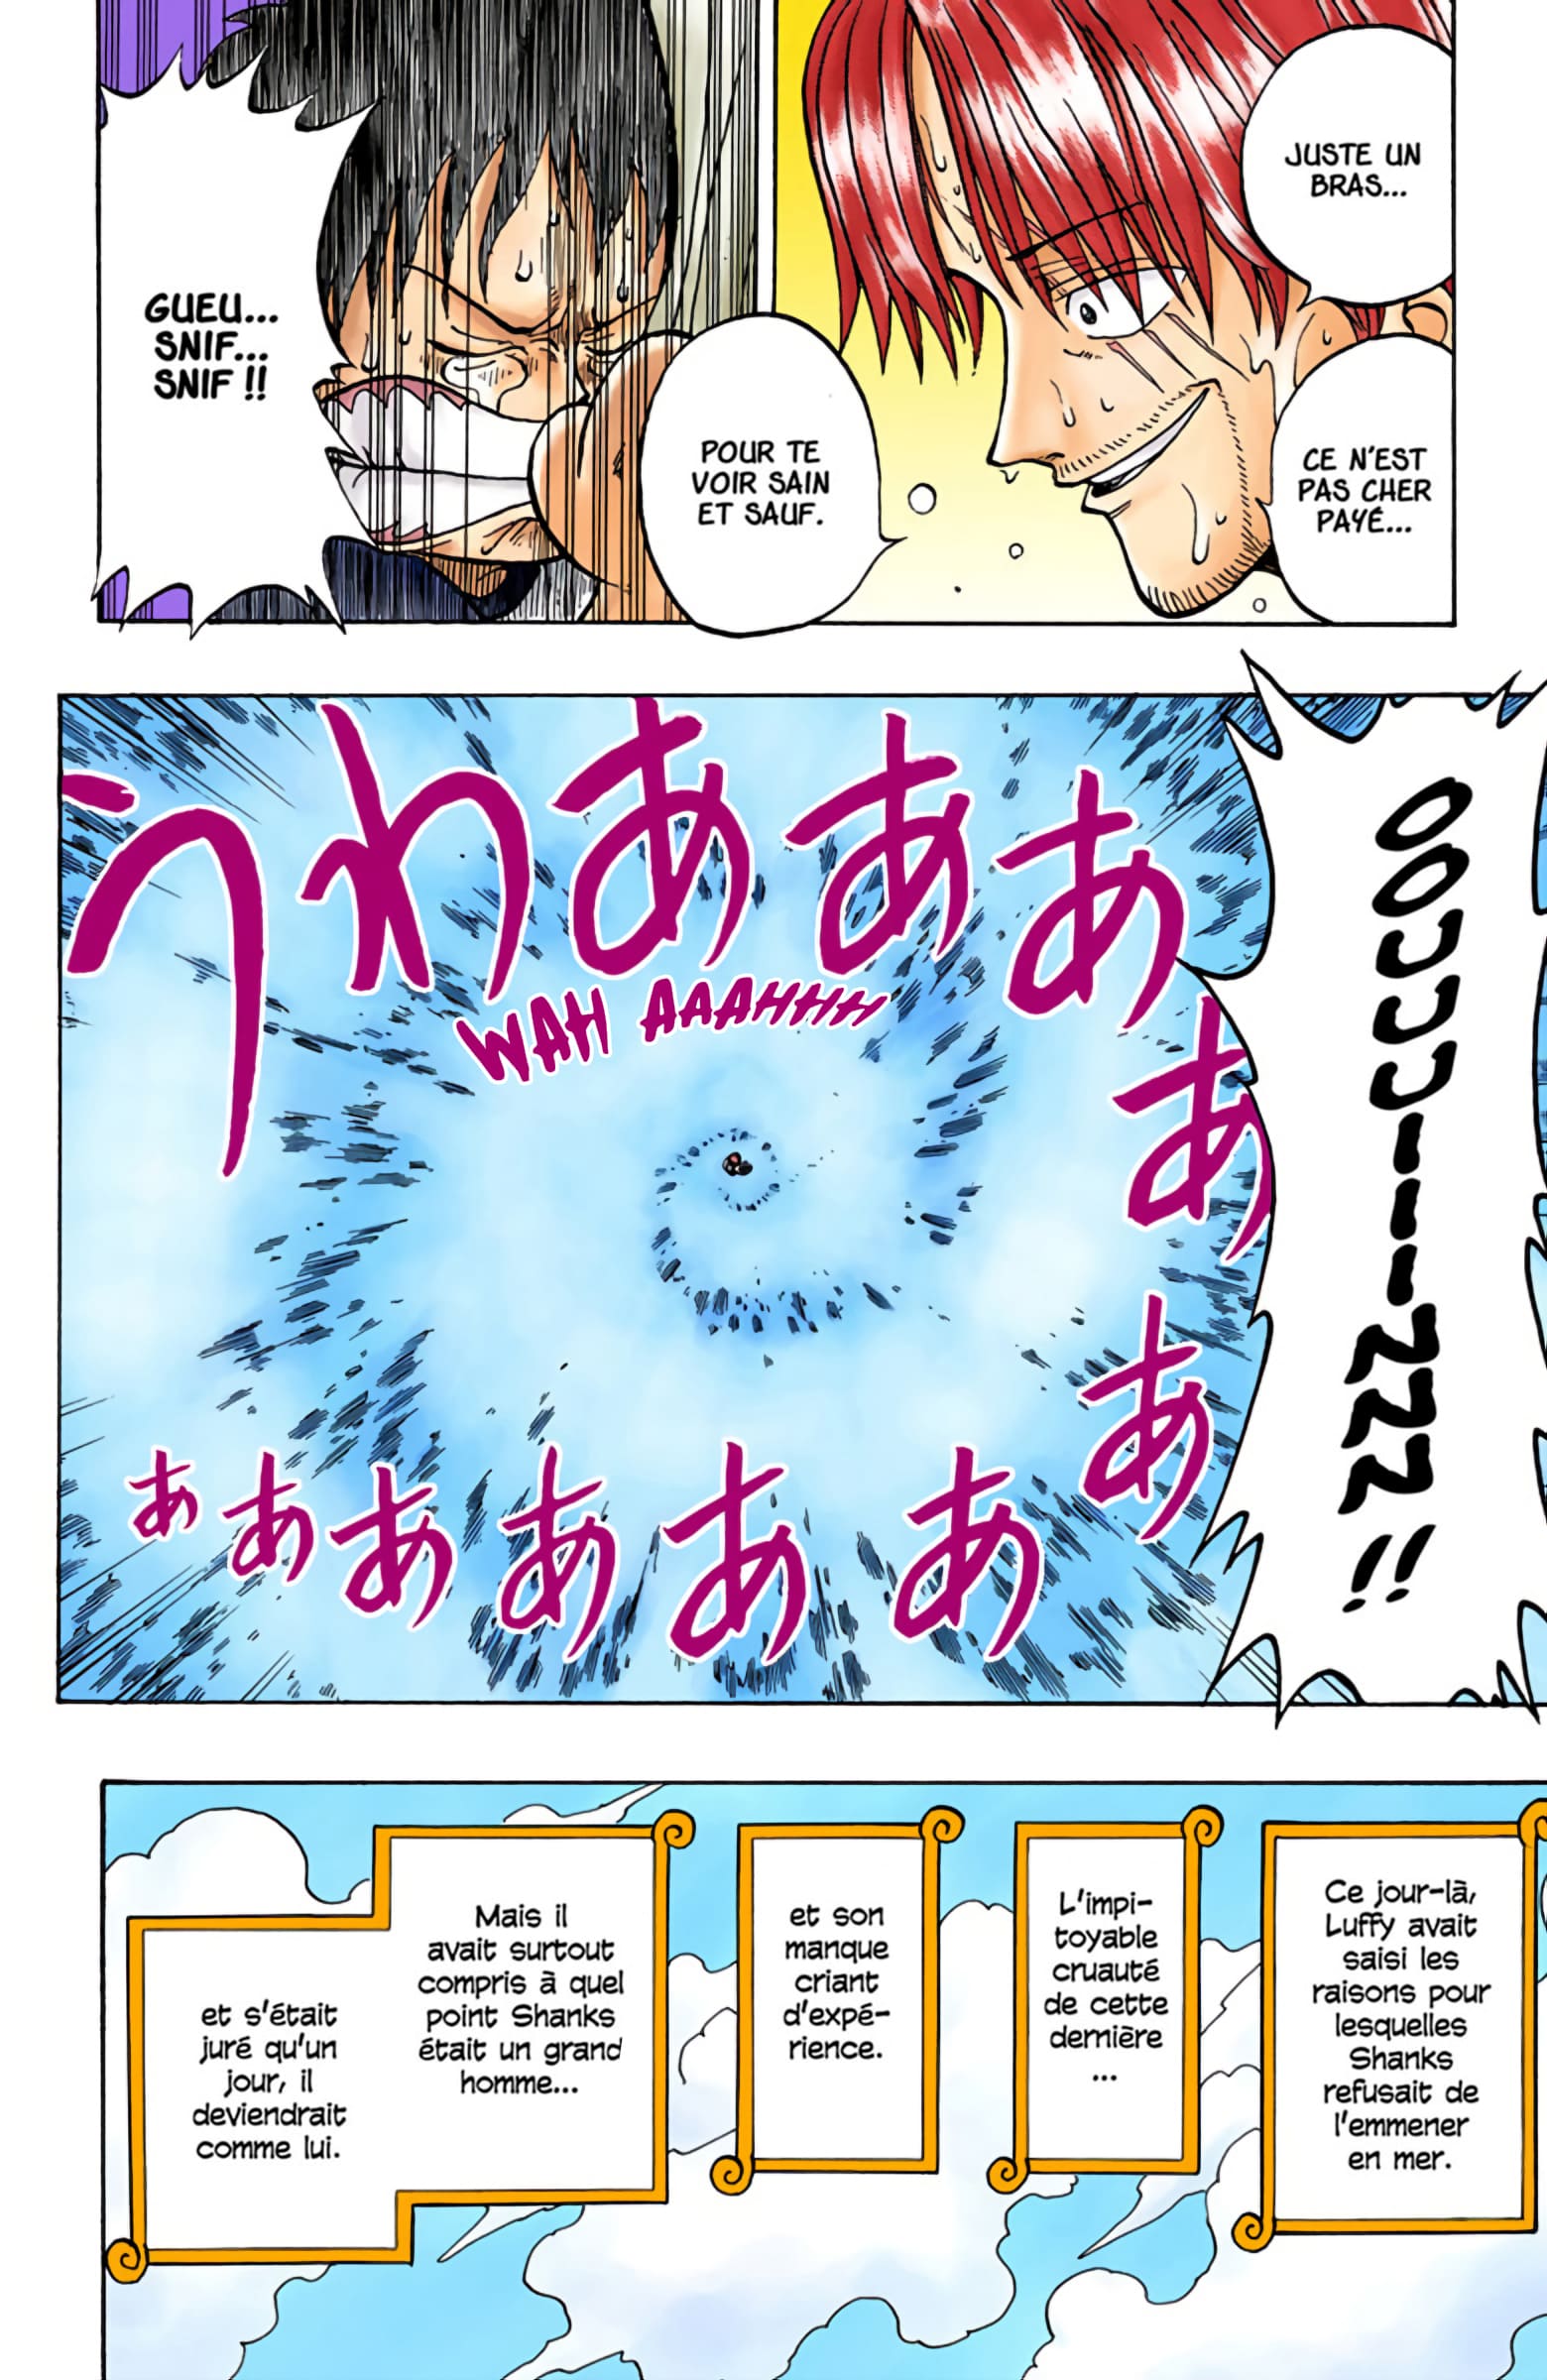 JUSTE UN
BRAS...
CE N'EST
PAS CHER
PAYÉ...
POUR TE
VOIR SAIN
ET SAUF.
GUEU...
SNIF...
SNIF !!
OOUUU---ZZZ !!
うわあああああああああああ
WAH AAAHHH
Ce jour-là,
Luffy avait
saisi les
raisons pour
lesquelles
Shanks
refusait de
l'emmener
en mer.
L'impi-
toyable
cruauté
de cette
dernière
...
et son
manque
criant
d'expé-
rience.
Mais il
avait surtout
compris à quel
point Shanks
était un grand
homme...
et s'était
juré qu'un
jour, il
deviendrait
comme lui.